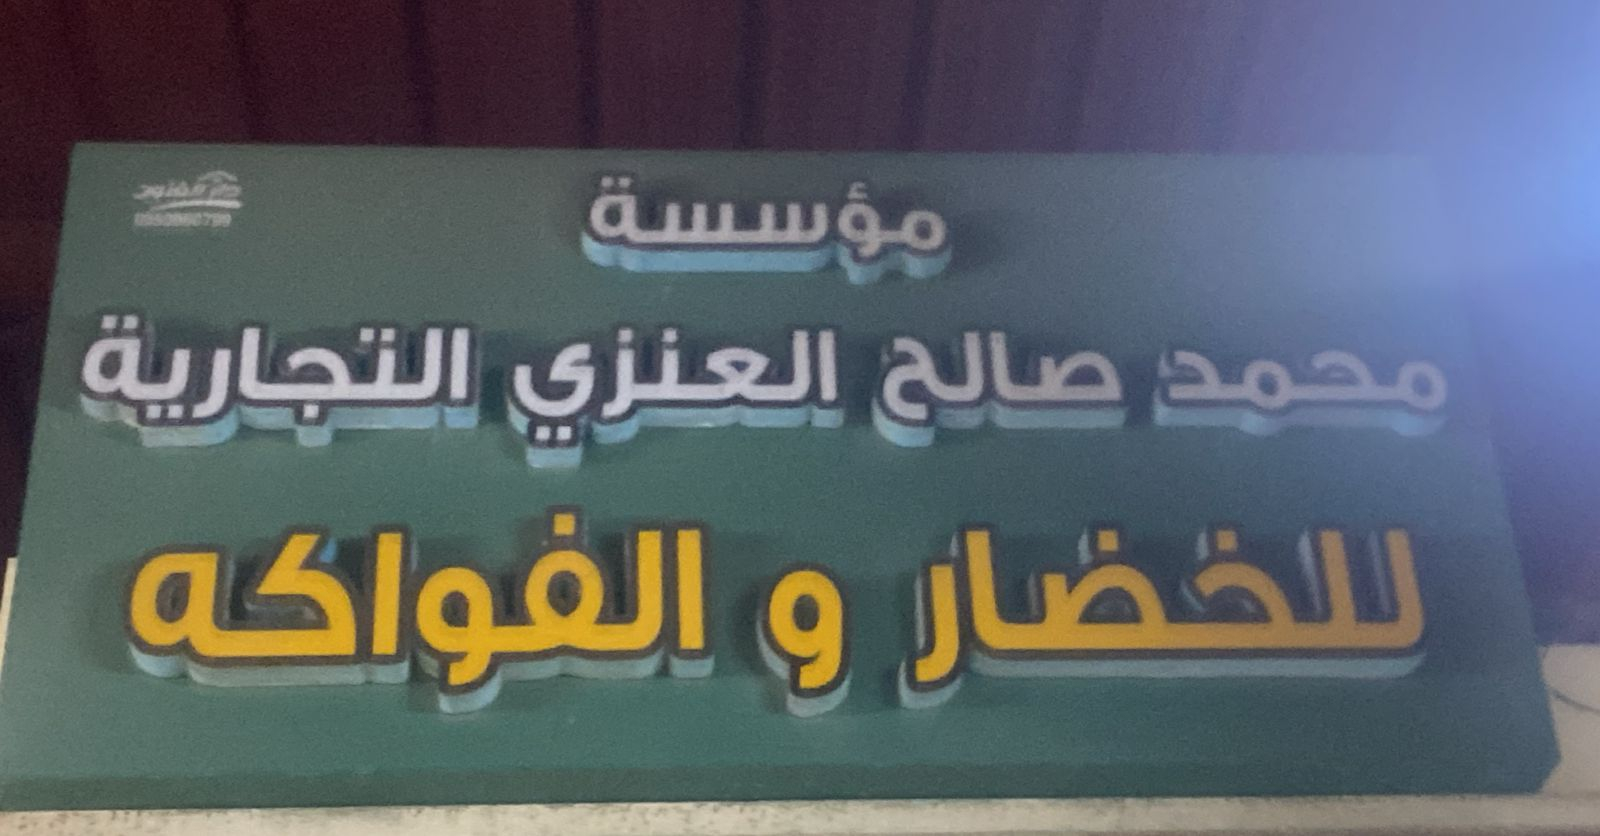 مؤسسة
محمد صالح العنزي التجارية
للخضار و الفواكه